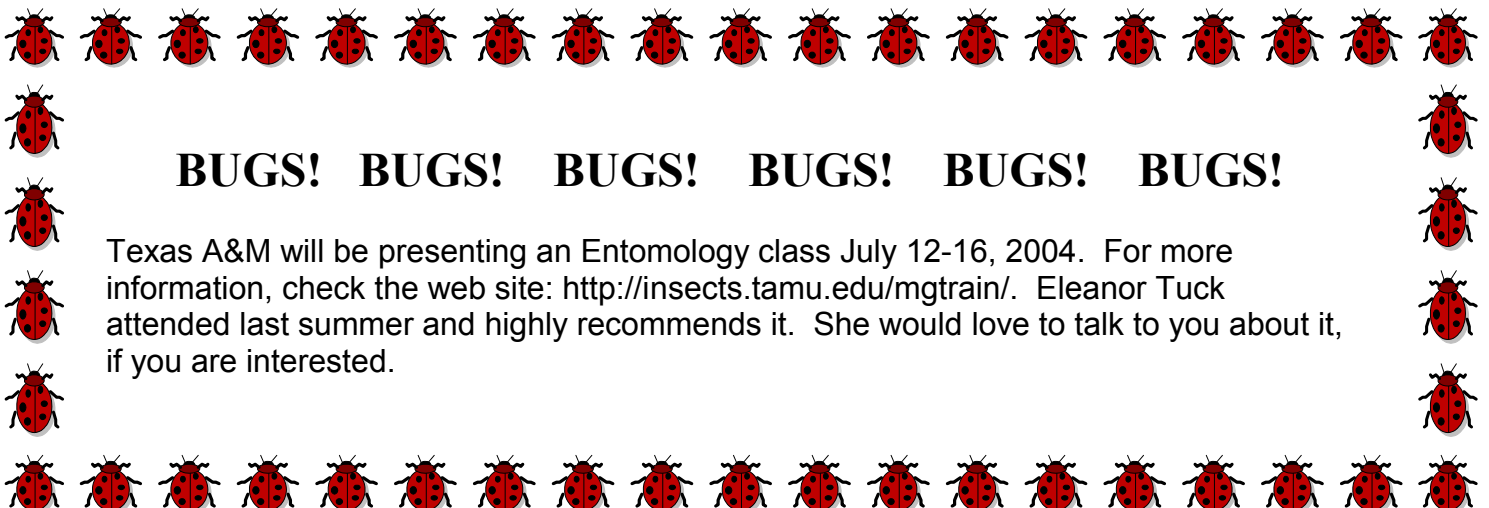 BUGS! BUGS! BUGS! BUGS! BUGS! BUGS!
Texas A&M will be presenting an Entomology class July 12-16, 2004. For more
information, check the web site: http://insects.tamu.edu/mgtrain/. Eleanor Tuck
attended last summer and highly recommends it. She would love to talk to you about it,
if you are interested.